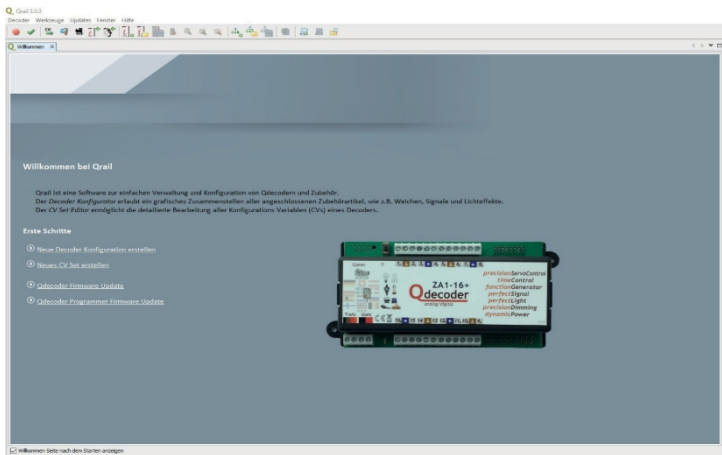 Qrail 3.0.3
Decoder Werkzeuge Updates Fenster Hilfe
Willkommen
Willkommen bei Qrail
Qrail ist eine Software zur einfachen Verwaltung und Konfiguration von Qdecodern und Zubehör.
Der Decoder Konfigurator erlaubt ein grafisches Zusammenstellen aller angeschlossenen Zubehörartikel, wie z.B. Weichen, Signale und Lichteffekte.
Der CV Set Editor ermöglicht die detailierte Bearbeitung aller Konfigurations Variablen (CVs) eines Decoders.
Erste Schritte
Neue Decoder Konfiguration erstellen
Neues CV Set erstellen
Qdecoder Firmware Update
Qdecoder Programmer Firmware Update
ZA1-16+
Qdecoder
analog digital
precisionServoControl
timeControl
functionGenerator
perfectSignal
perfectLight
precisionDimming
dynamicPower
Willkommen Seite nach dem Starten anzeigen